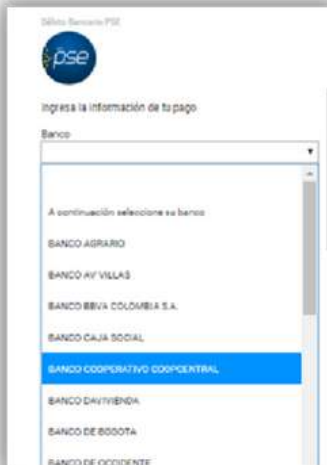 Débito Bancario PSE
pse
Ingresa la información de tu pago
Banco
A continuación seleccione su banco
BANCO AGRARIO
BANCO AV VILLAS
BANCO BBVA COLOMBIA S.A.
BANCO CAJA SOCIAL
BANCO COOPERATIVO COOPCENTRAL
BANCO DAVIVIENDA
BANCO DE BOGOTA
BANCO DE OCCIDENTE